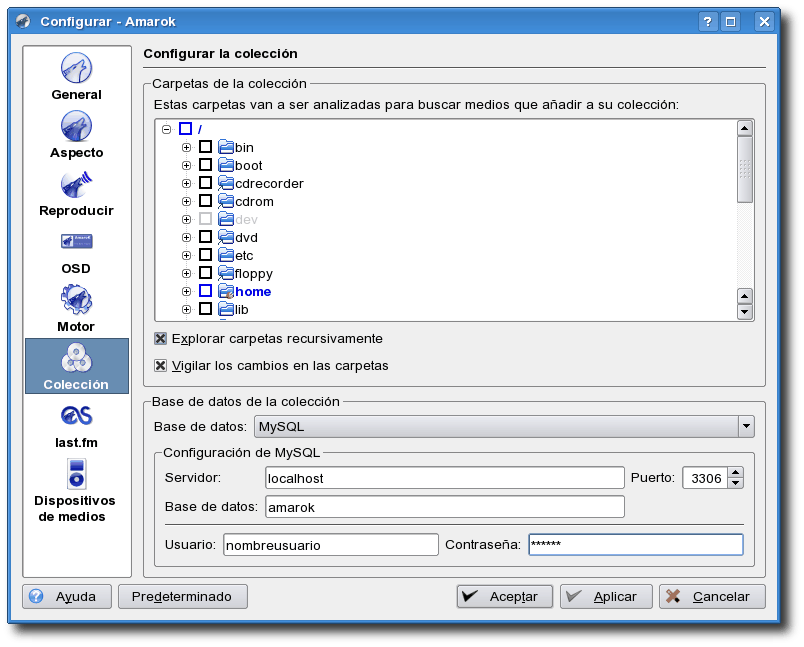 Configurar - Amarok
General
Aspecto
Reproducir
OSD
Motor
Colección
last.fm
Dispositivos
de medios
Configurar la colección
Carpetas de la colección
Estas carpetas van a ser analizadas para buscar medios que añadir a su colección:
/
bin
boot
cdrecorder
cdrom
dev
dvd
etc
floppy
home
lib
Explorar carpetas recursivamente
Vigilar los cambios en las carpetas
Base de datos de la colección
Base de datos: MySQL
Configuración de MySQL
Servidor: localhost Puerto: 3306
Base de datos: amarok
Usuario: nombreusuario Contraseña: ******
Ayuda Predeterminado Aceptar Aplicar Cancelar